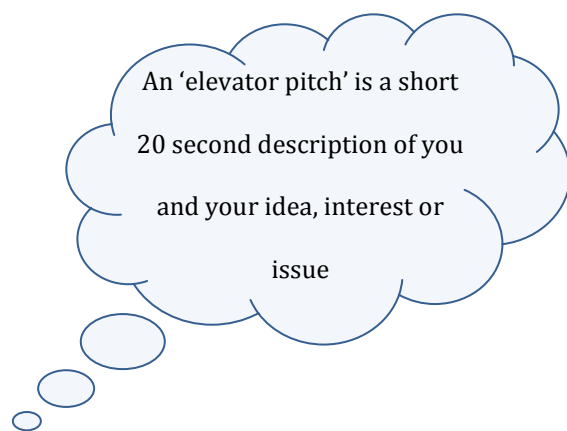 An ‘elevator pitch’ is a short
20 second description of you
and your idea, interest or
issue